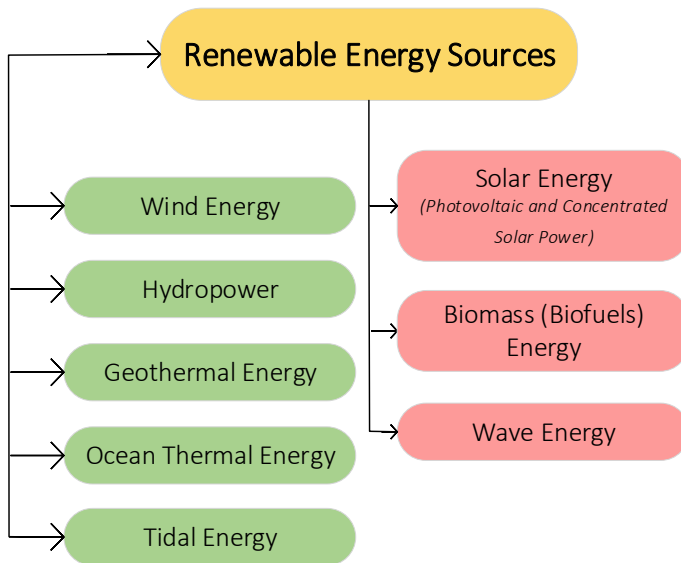 Renewable Energy Sources
Wind Energy
Hydropower
Geothermal Energy
Ocean Thermal Energy
Tidal Energy
Solar Energy
(Photovoltaic and Concentrated
Solar Power)
Biomass (Biofuels)
Energy
Wave Energy